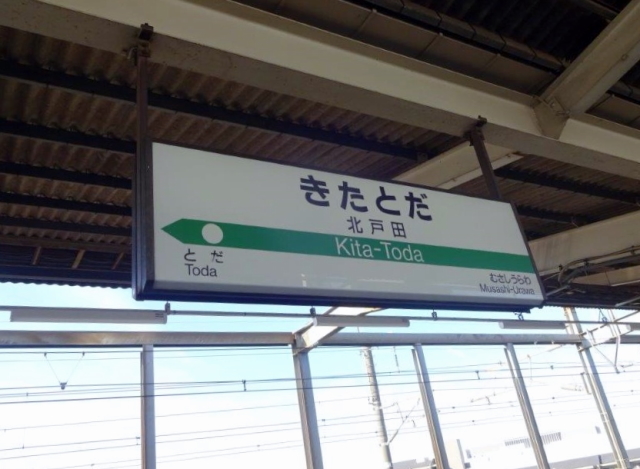 きたとだ
北戸田
Kita-Toda
とだ
Toda
むさしうらわ
Musashi-Urawa